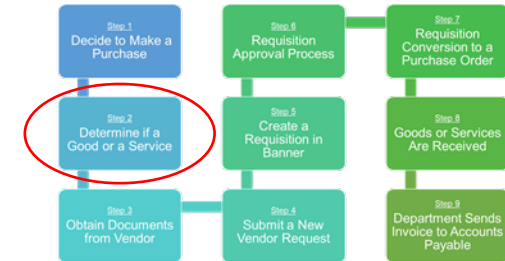 Step 1
Decide to Make a
Purchase
Step 2
Determine if a
Good or a Service
Step 3
Obtain Documents
from Vendor
Step 4
Submit a New
Vendor Request
Step 5
Create a
Requisition in
Banner
Step 6
Requisition
Approval Process
Step 7
Requisition
Conversion to a
Purchase Order
Step 8
Goods or Services
Are Received
Step 9
Department Sends
Invoice to Accounts
Payable